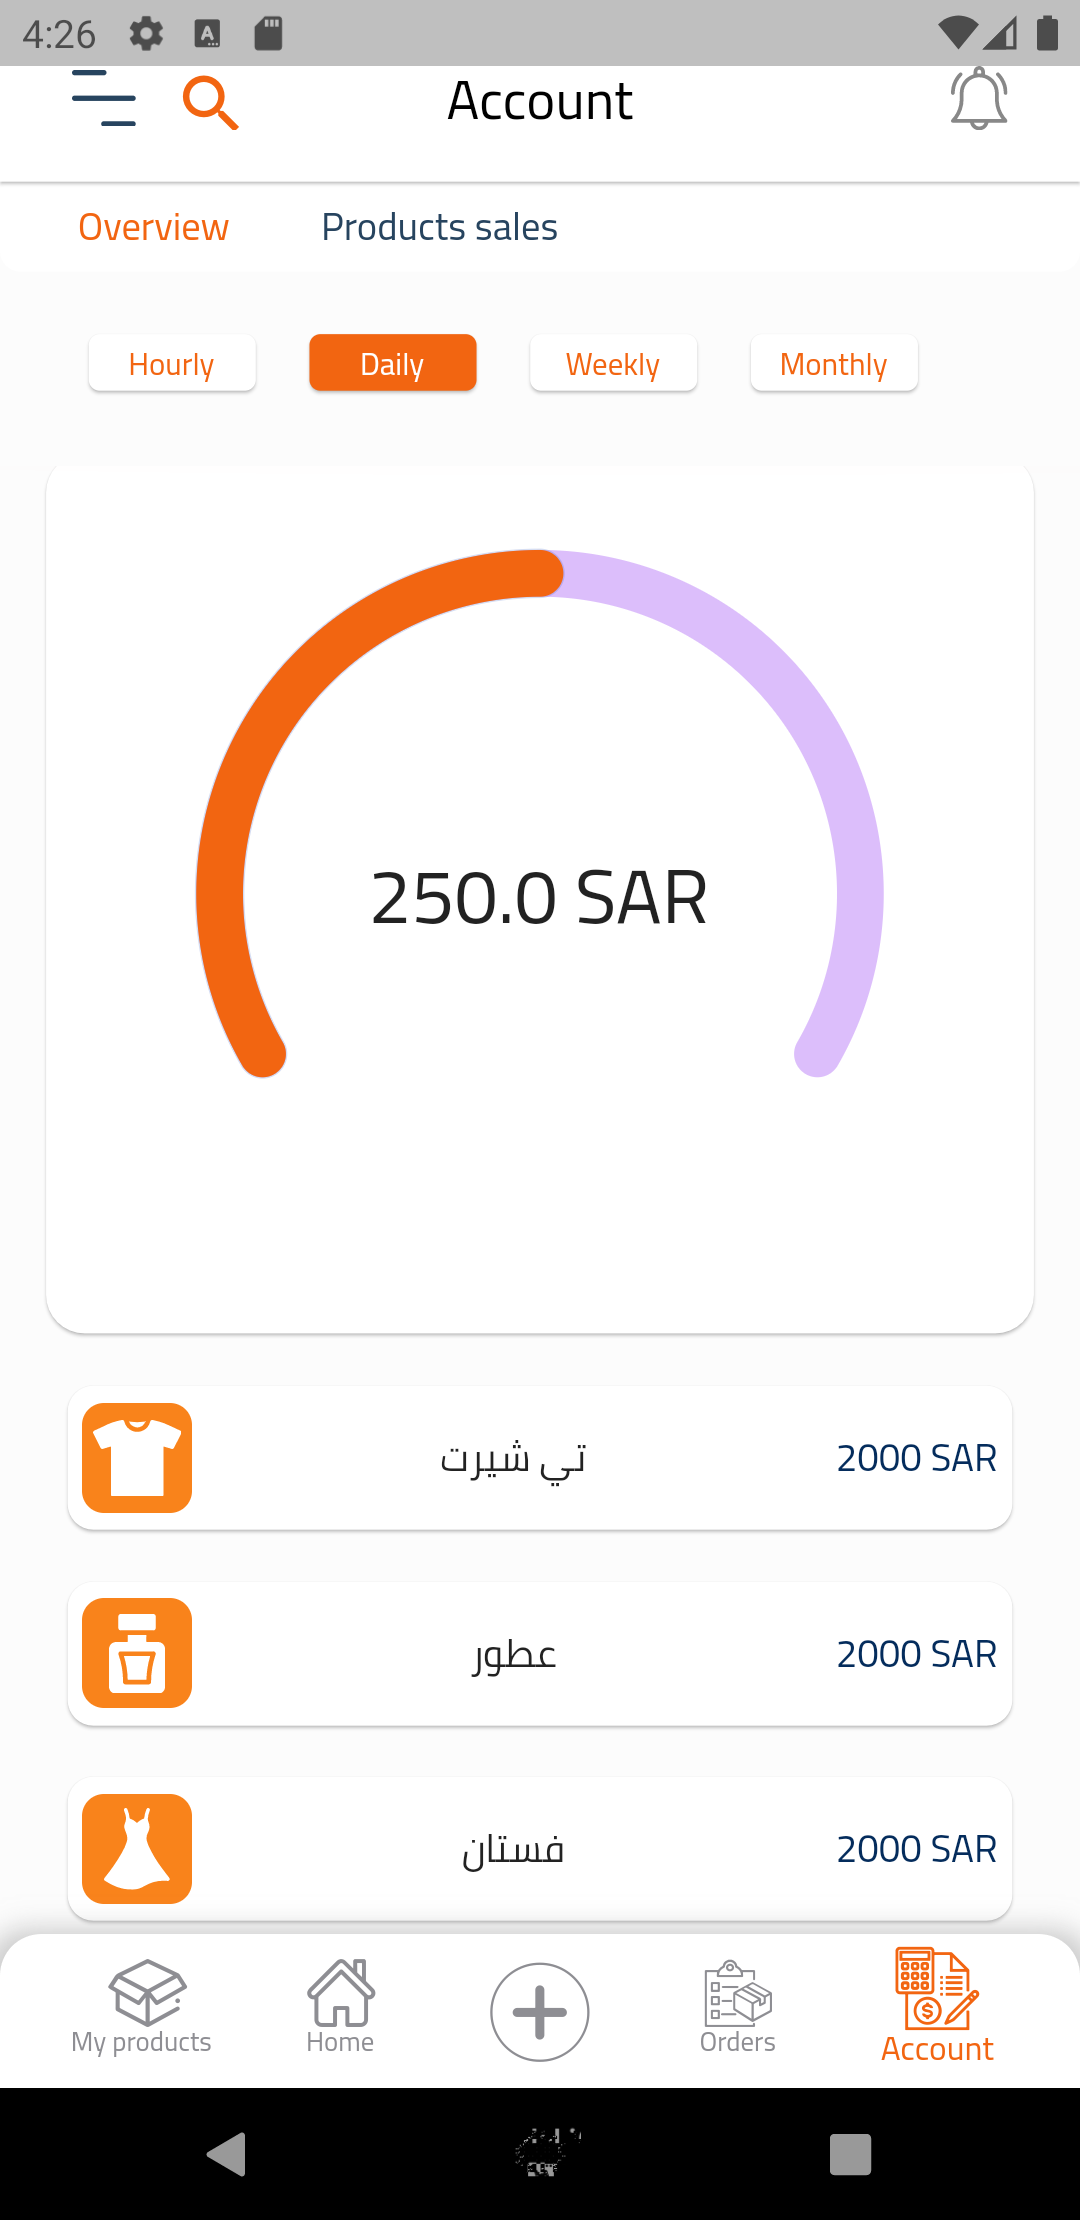 4:26
Account
Overview Products sales
Hourly Daily Weekly Monthly
250.0 SAR
تي شيرت 2000 SAR
عطور 2000 SAR
فستان 2000 SAR
My products Home Orders Account